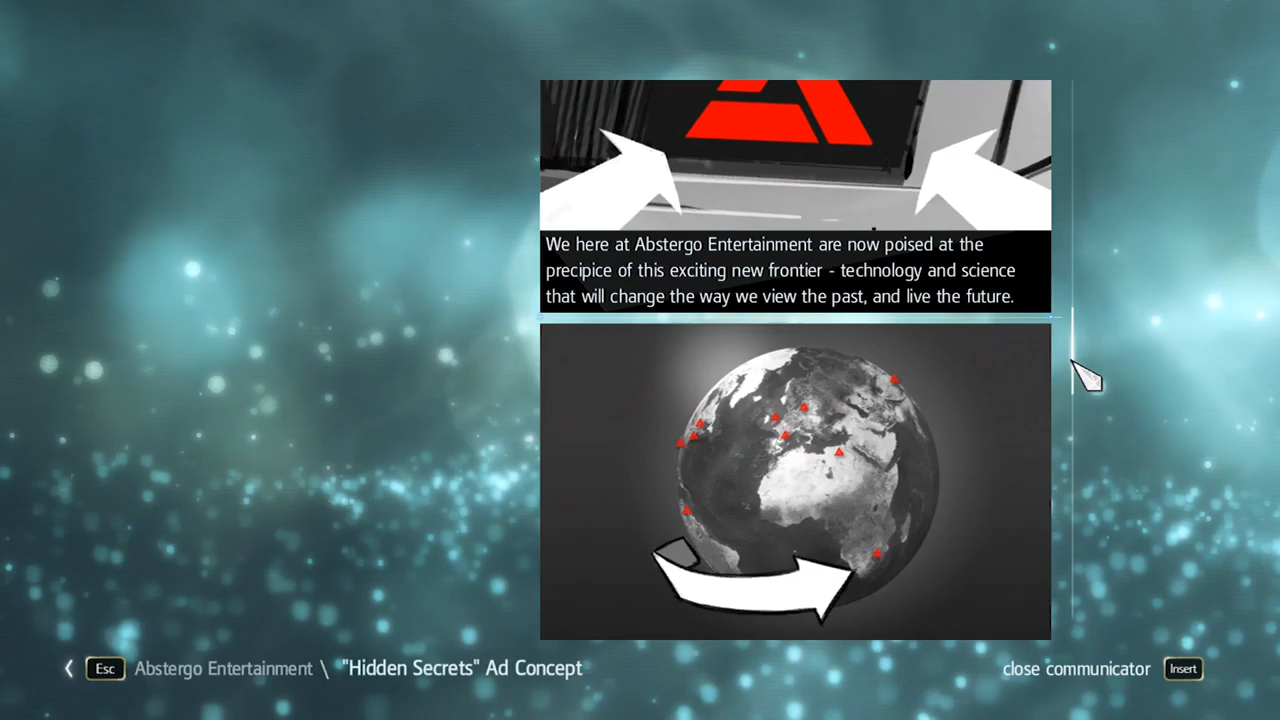 We here at Abstergo Entertainment are now poised at the
precipice of this exciting new frontier - technology and science
that will change the way we view the past, and live the future.
Esc Abstergo Entertainment \ "Hidden Secrets" Ad Concept
close communicator Insert